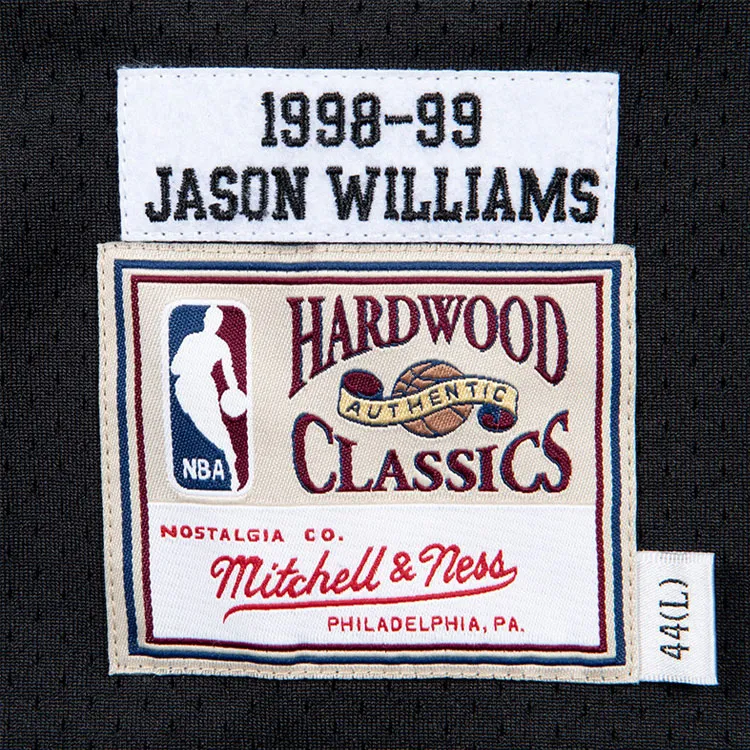 1998-99
JASON WILLIAMS
HARDWOOD
AUTHENTIC
CLASSICS
NBA
NOSTALGIA CO.
Mitchell & Ness
PHILADELPHIA, PA.
44(L)